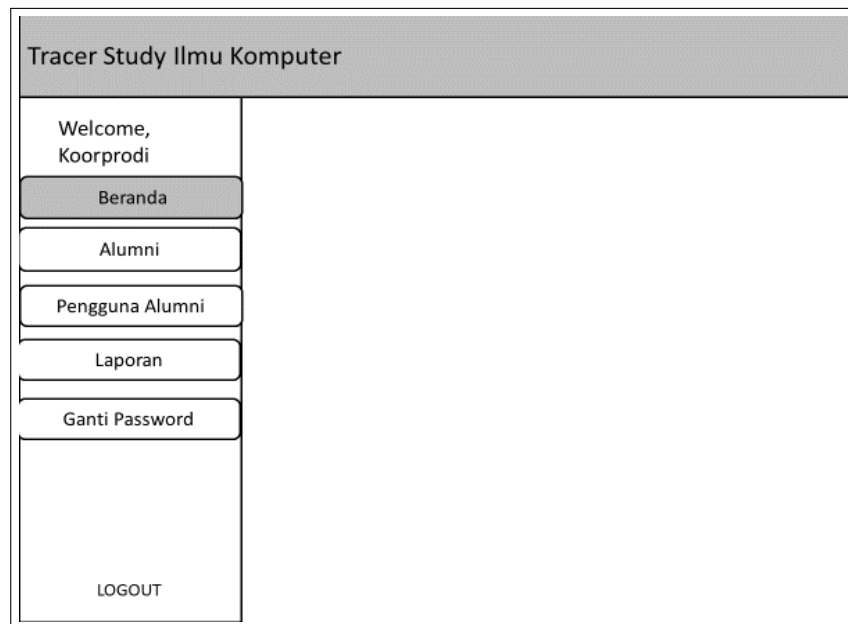 Tracer Study Ilmu Komputer
Welcome,
Koorprodi
Beranda
Alumni
Pengguna Alumni
Laporan
Ganti Password
LOGOUT